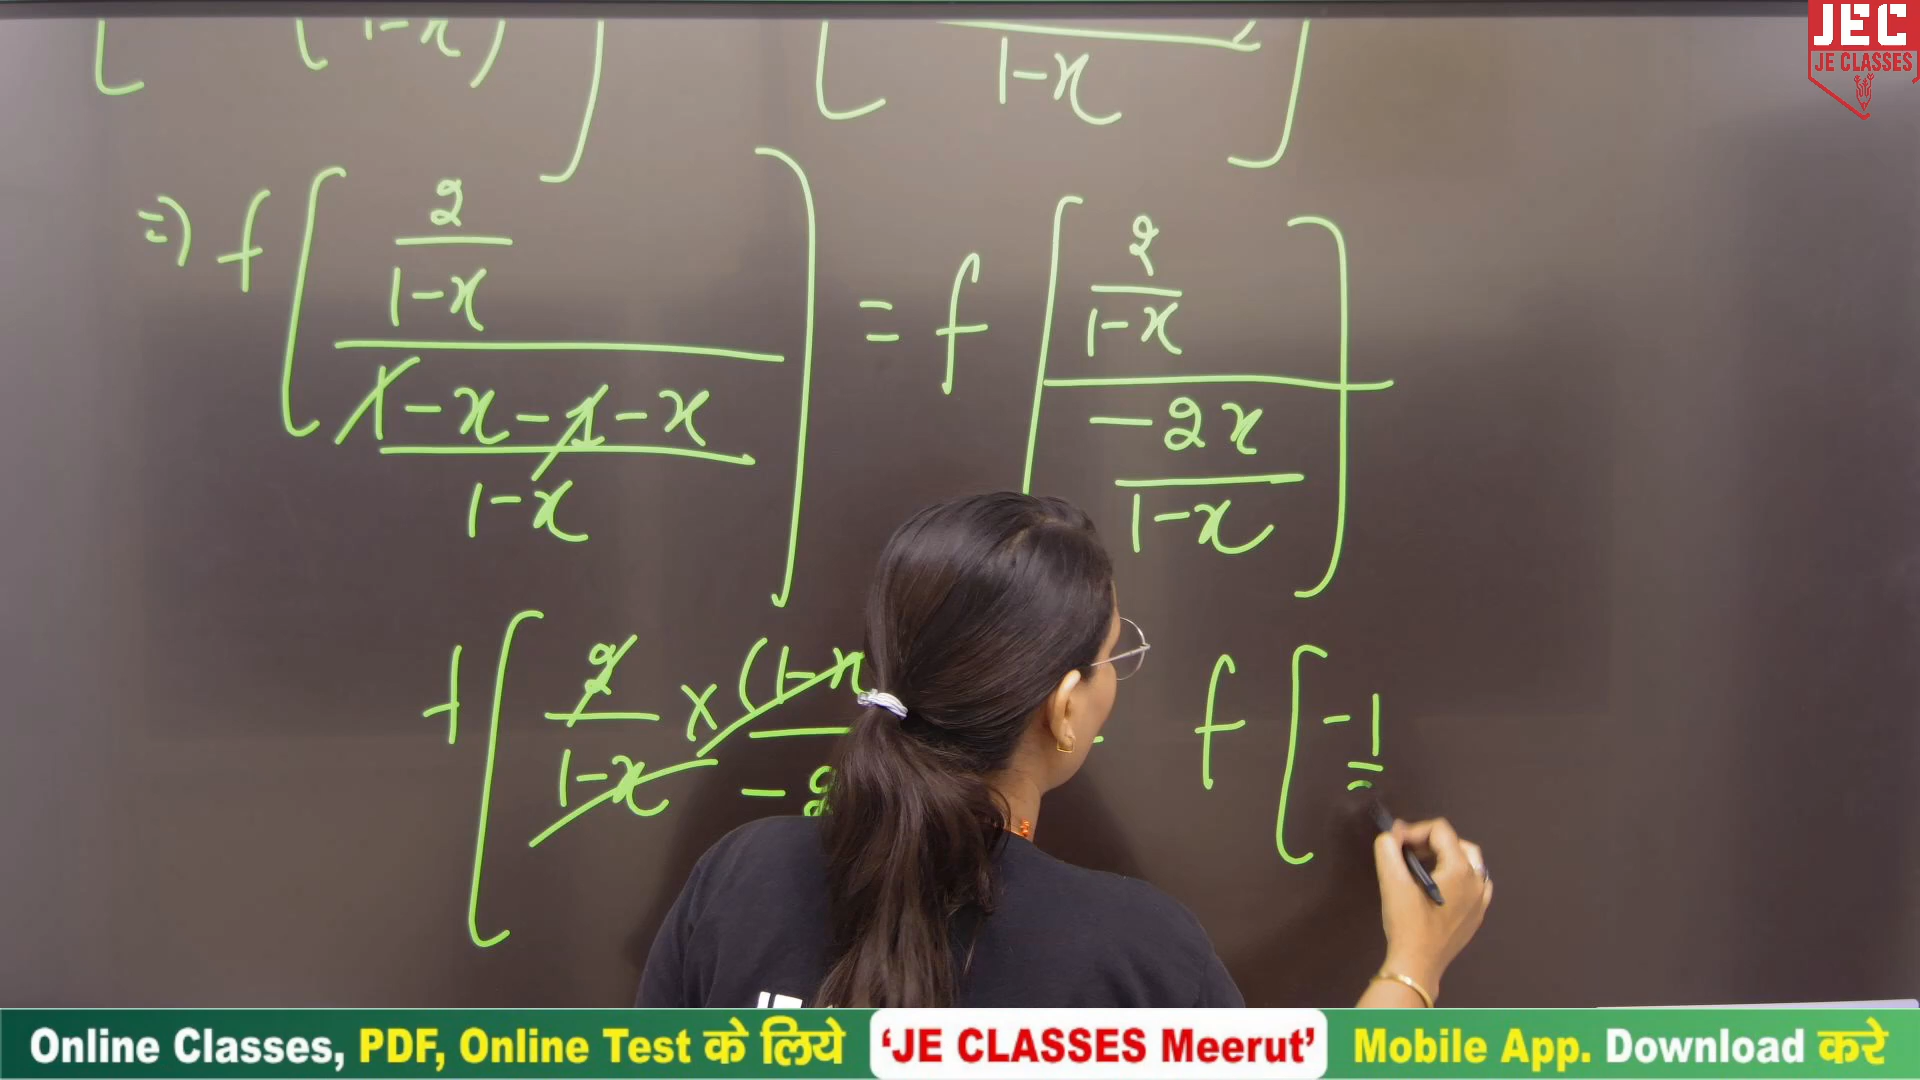 JEC
JE CLASSES
1-x
1-x
=) f [ 2 / 1-x / 1-x-1-x / 1-x ] = f [ 2 / 1-x / -2x / 1-x ]
f [ 2 / 1-x × (1-x / -2 f [ -1
Online Classes, PDF, Online Test के लिये 'JE CLASSES Meerut' Mobile App. Download करे